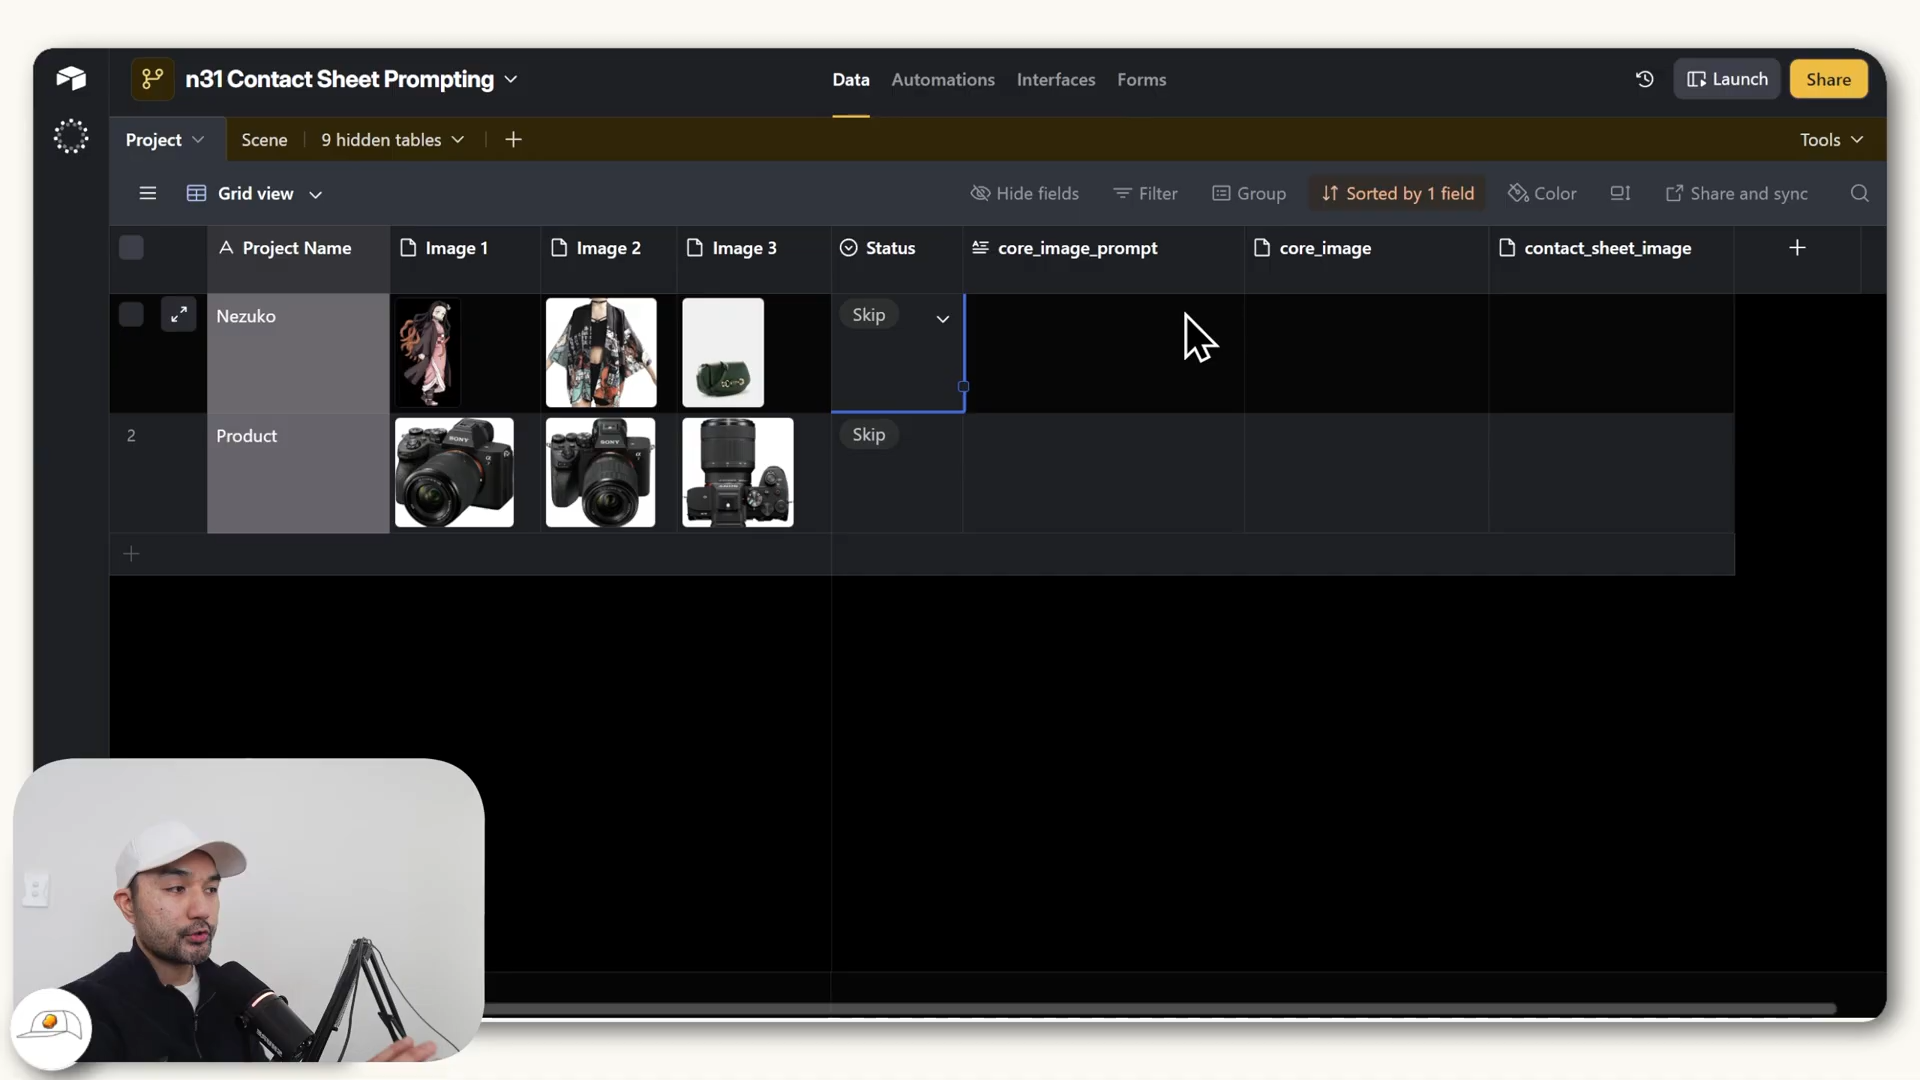 n31 Contact Sheet Prompting
Data
Automations
Interfaces
Forms
Launch
Share
Project
Scene
9 hidden tables
Tools
Grid view
Hide fields
Filter
Group
Sorted by 1 field
Color
Share and sync
Project Name
Image 1
Image 2
Image 3
Status
core_image_prompt
core_image
contact_sheet_image
Nezuko
Skip
2
Product
SONY
SONY
Skip